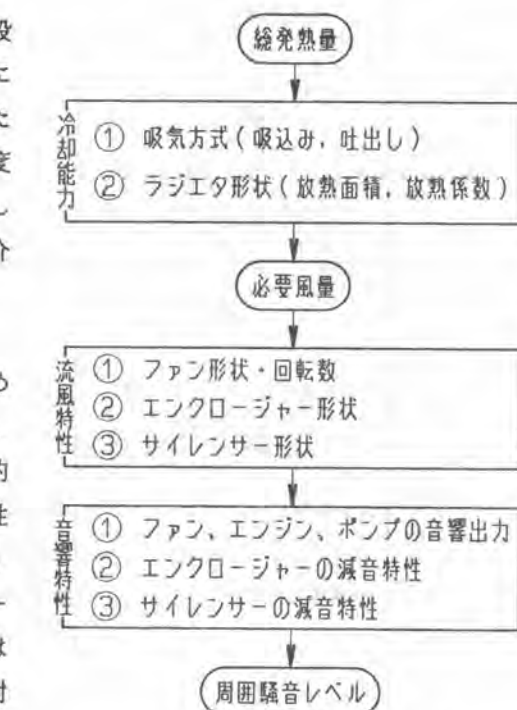 総発熱量
冷却能力
① 吸気方式(吸込み,吐出し)
② ラジエタ形状(放熱面積,放熱係数)
必要風量
流風特性
① ファン形状・回転数
② エンクロージャー形状
③ サイレンサー形状
音響特性
① ファン、エンジン、ポンプの音響出力
② エンクロージャーの減音特性
③ サイレンサーの減音特性
周囲騒音レベル